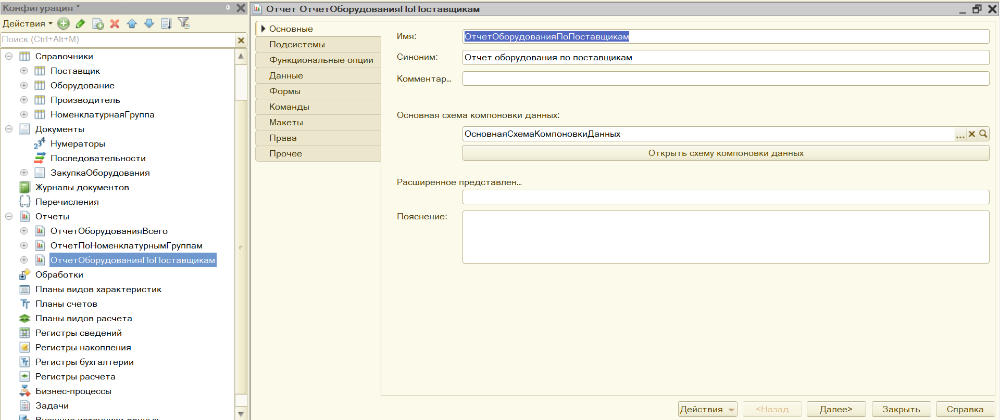 Конфигурация *
Действия
Поиск (Ctrl+Alt+M)
Справочники
Поставщик
Оборудование
Производитель
НоменклатурнаяГруппа
Документы
Нумераторы
Последовательности
ЗакупкаОборудования
Журналы документов
Перечисления
Отчеты
ОтчетОборудованияВсего
ОтчетПоНоменклатурнымГруппам
ОтчетОборудованияПоПоставщикам
Обработки
Планы видов характеристик
Планы счетов
Планы видов расчета
Регистры сведений
Регистры накопления
Регистры бухгалтерии
Регистры расчета
Бизнес-процессы
Задачи
Внешние источники данных
Отчет ОтчетОборудованияПоПоставщикам
Основные
Подсистемы
Функциональные опции
Данные
Формы
Команды
Макеты
Права
Прочее
Имя: ОтчетОборудованияПоПоставщикам
Синоним: Отчет оборудования по поставщикам
Комментар...
Основная схема компоновки данных:
ОсновнаяСхемаКомпоновкиДанных ...
Открыть схему компоновки данных
Расширенное представлен...
Пояснение:
Действия <Назад Далее> Закрыть Справка